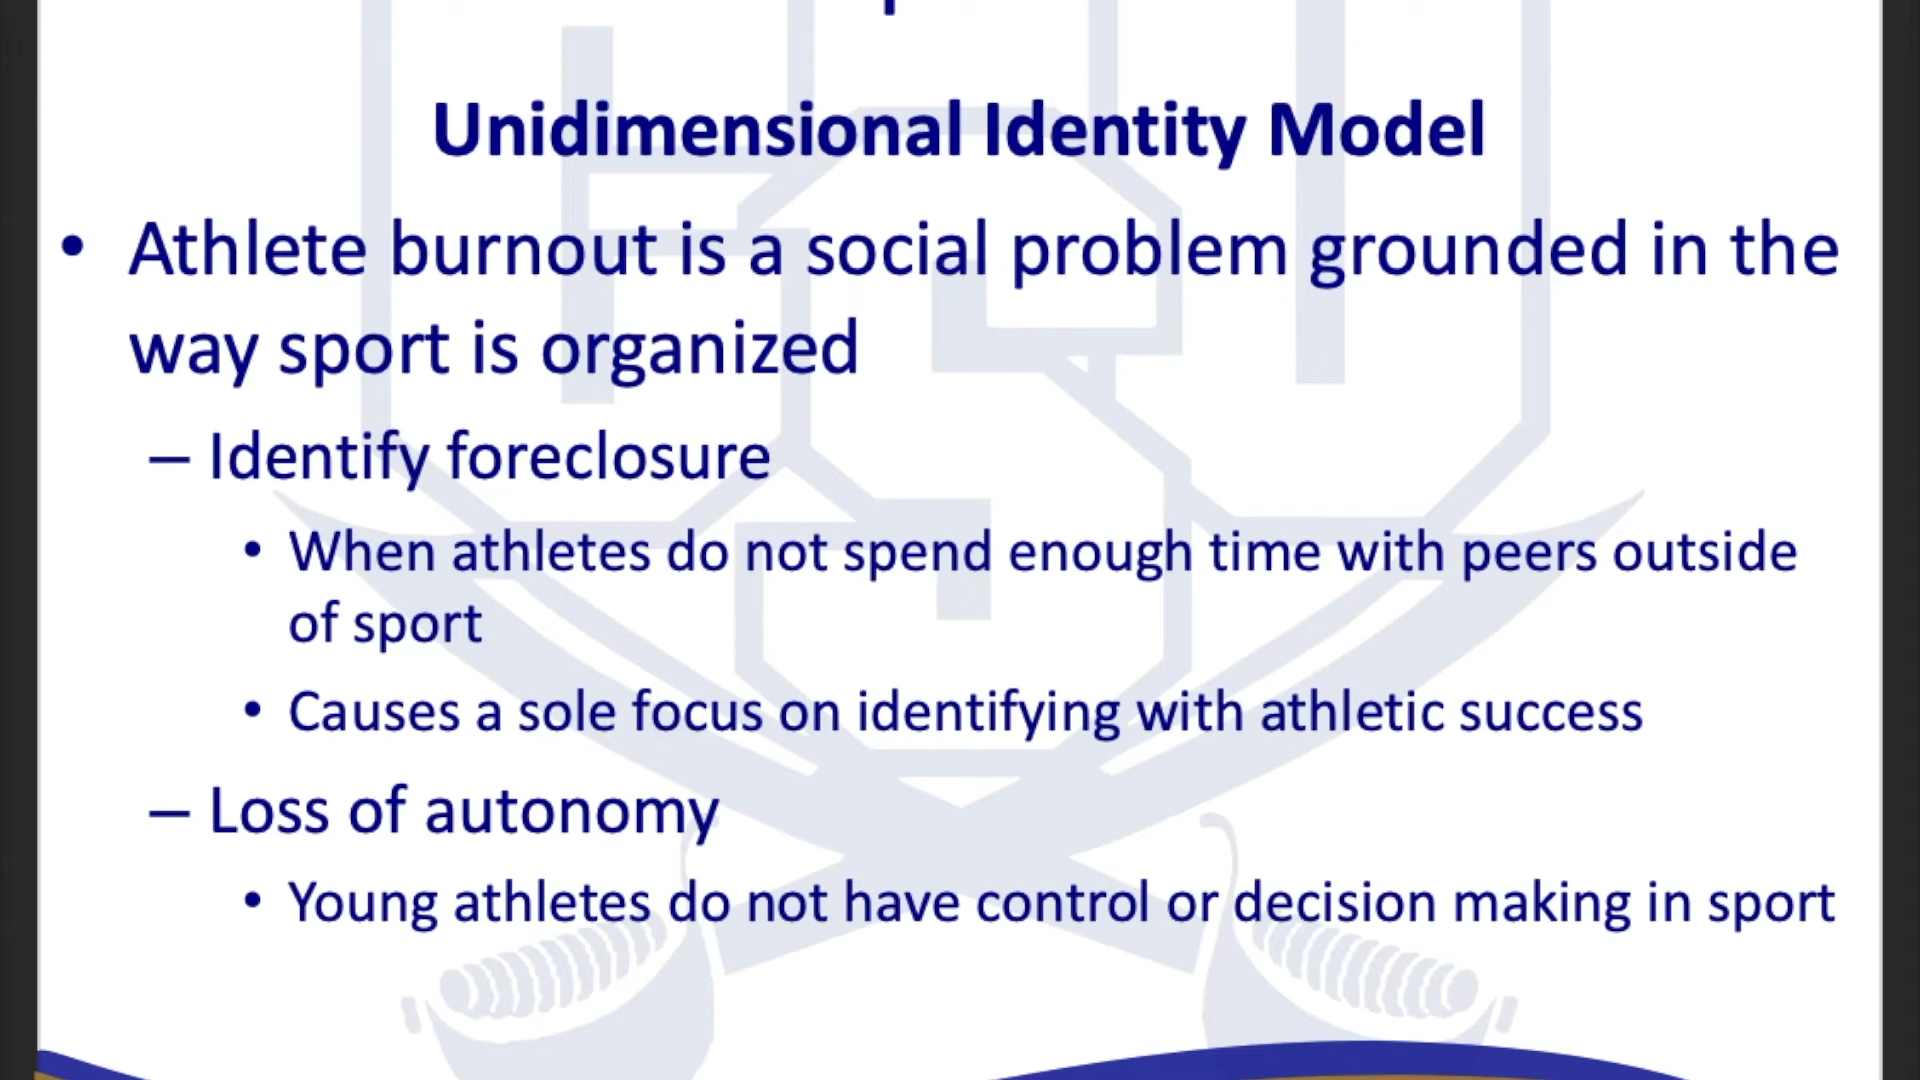 Unidimensional Identity Model
• Athlete burnout is a social problem grounded in the
way sport is organized
– Identify foreclosure
• When athletes do not spend enough time with peers outside
of sport
• Causes a sole focus on identifying with athletic success
– Loss of autonomy
• Young athletes do not have control or decision making in sport